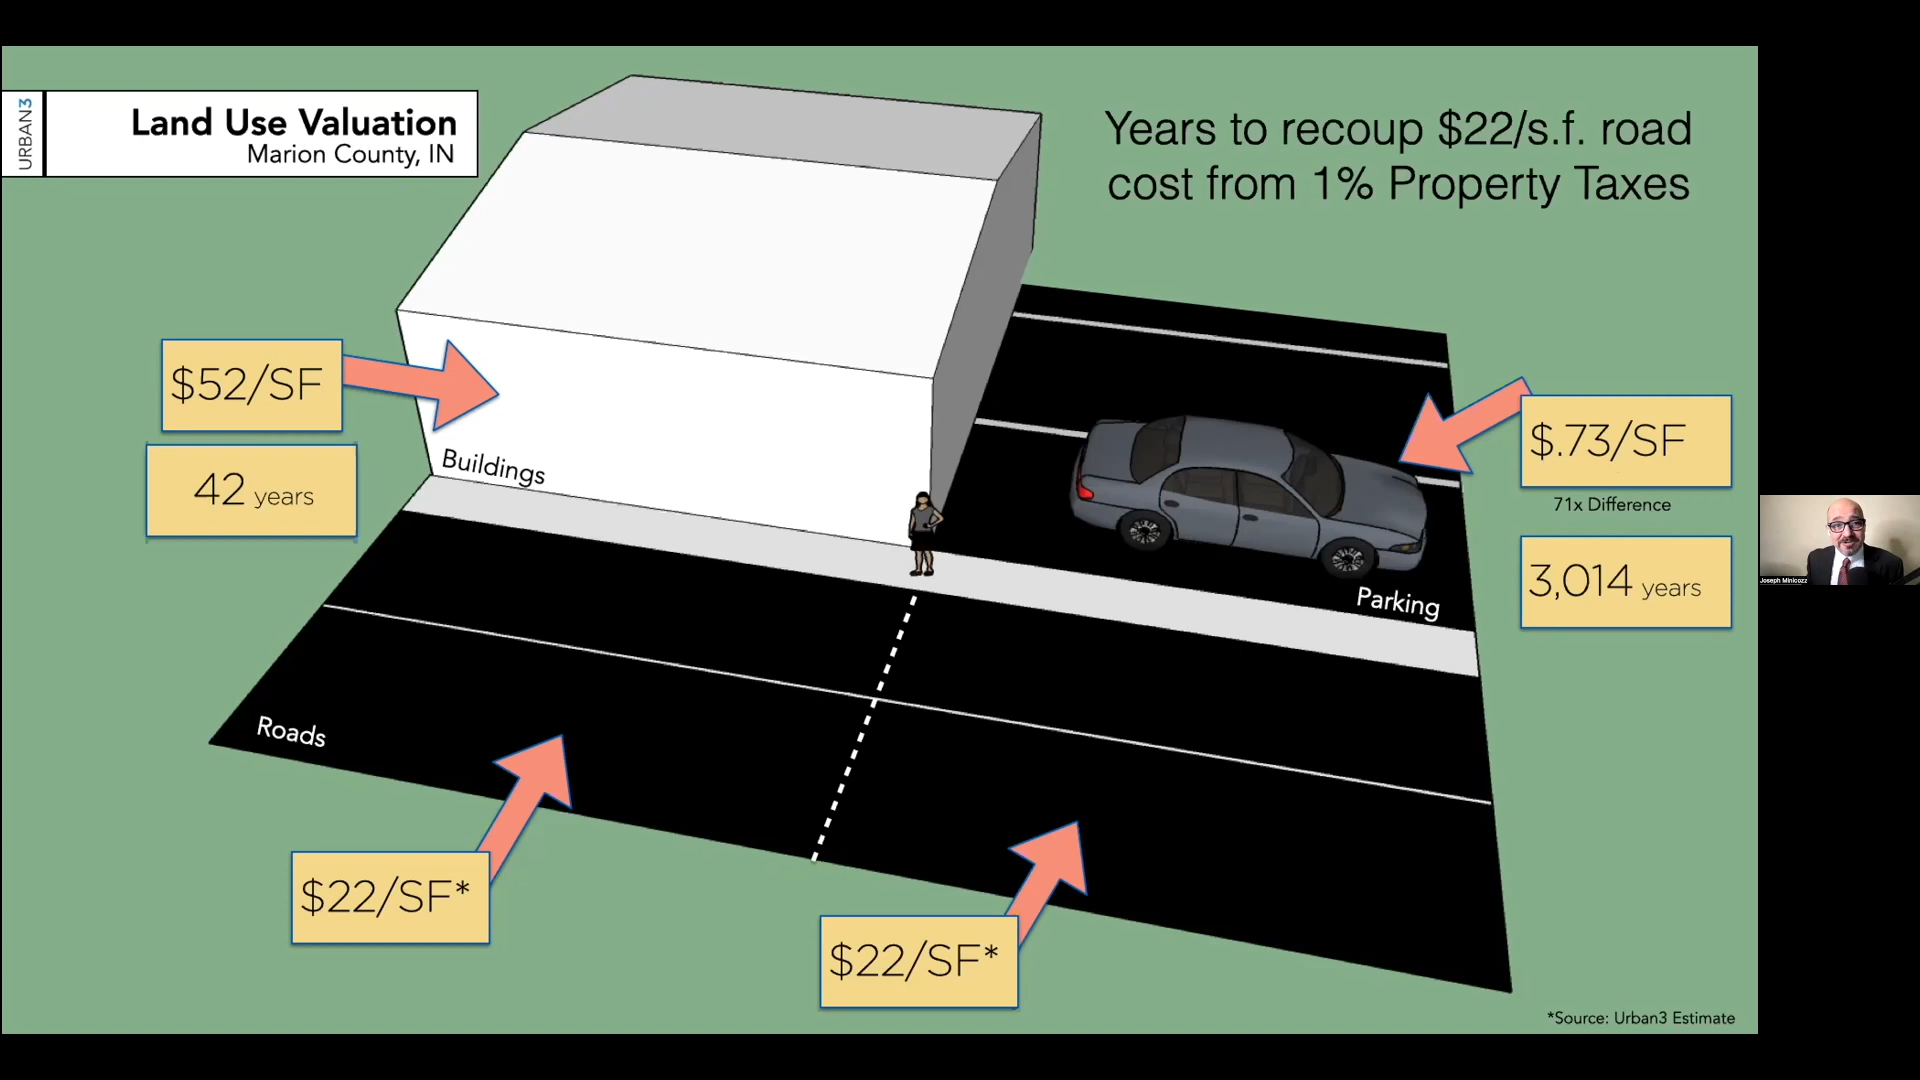 URBAN3
Land Use Valuation
Marion County, IN
Years to recoup $22/s.f. road
cost from 1% Property Taxes
$52/SF
42 years
Buildings
$.73/SF
71x Difference
3,014 years
Parking
Roads
$22/SF*
$22/SF*
*Source: Urban3 Estimate
Joseph Minicozz